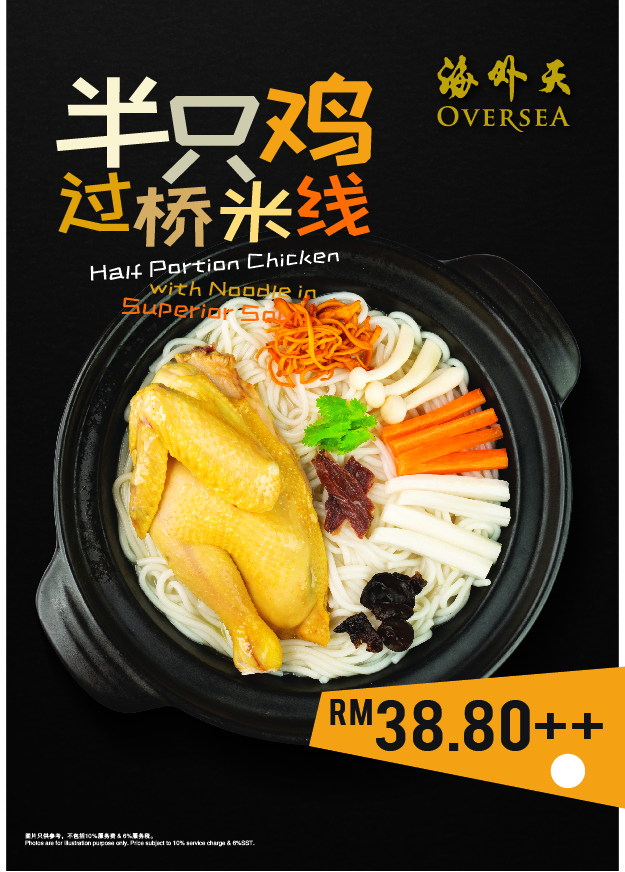 海外天
OVERSEA
半只鸡
过桥米线
Half Portion Chicken
with Noodle in
Superior Soup
RM38.80++
图片只供参考，不包括10%服务费 & 6%服务税。
Photos are for illustration purpose only. Price subject to 10% service charge & 6%SST.